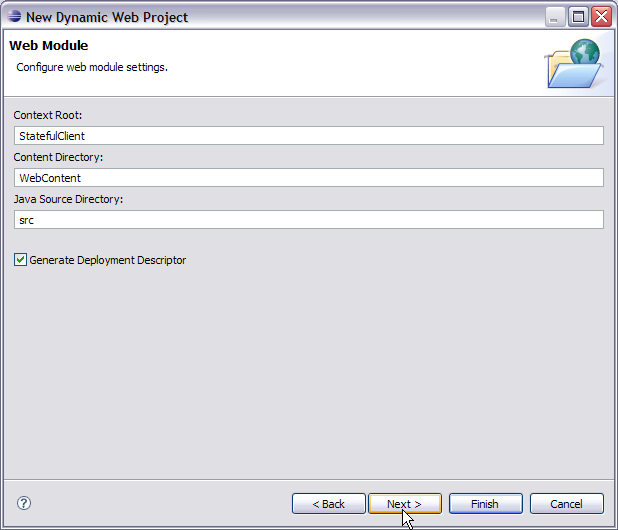 New Dynamic Web Project
Web Module
Configure web module settings.
Context Root:
StatefulClient
Content Directory:
WebContent
Java Source Directory:
src
Generate Deployment Descriptor
?
< Back
Next >
Finish
Cancel